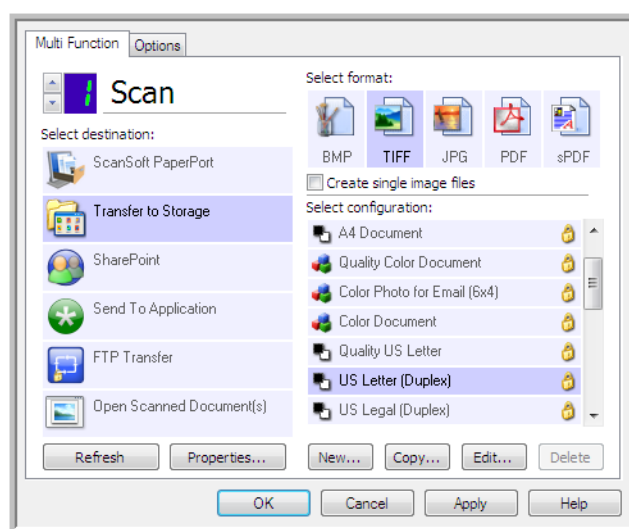 Multi Function
Options
1
Scan
Select destination:
ScanSoft PaperPort
Transfer to Storage
SharePoint
Send To Application
FTP Transfer
Open Scanned Document(s)
Refresh
Properties...
Select format:
BMP
TIFF
JPG
PDF
sPDF
Create single image files
Select configuration:
A4 Document
Quality Color Document
Color Photo for Email (6x4)
Color Document
Quality US Letter
US Letter (Duplex)
US Legal (Duplex)
New...
Copy...
Edit...
Delete
OK
Cancel
Apply
Help